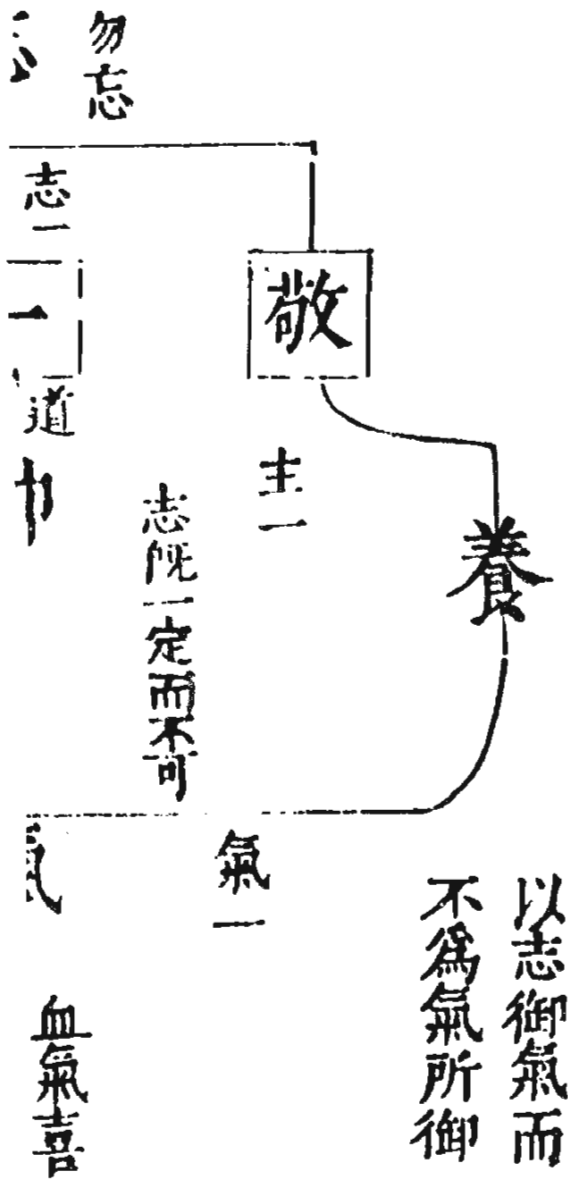 以志御氣而
不爲氣所御
養
敬
主一
氣一
志既一定而不可
勿忘
志一
道
血氣喜